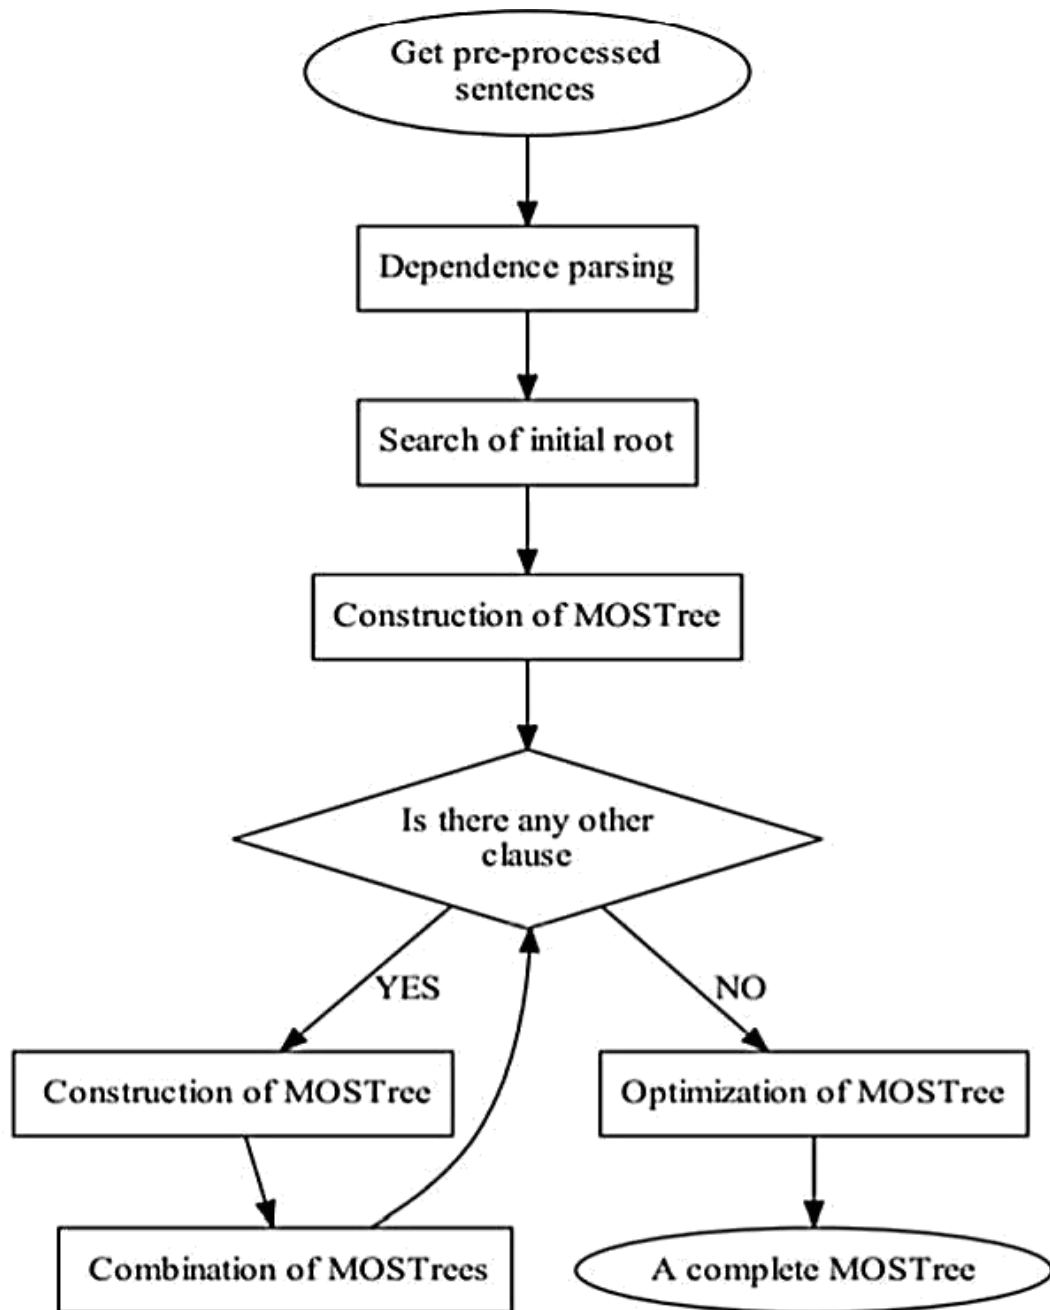 Get pre-processed
sentences
Dependence parsing
Search of initial root
Construction of MOSTree
Is there any other
clause
YES
NO
Construction of MOSTree
Optimization of MOSTree
Combination of MOSTrees
A complete MOSTree